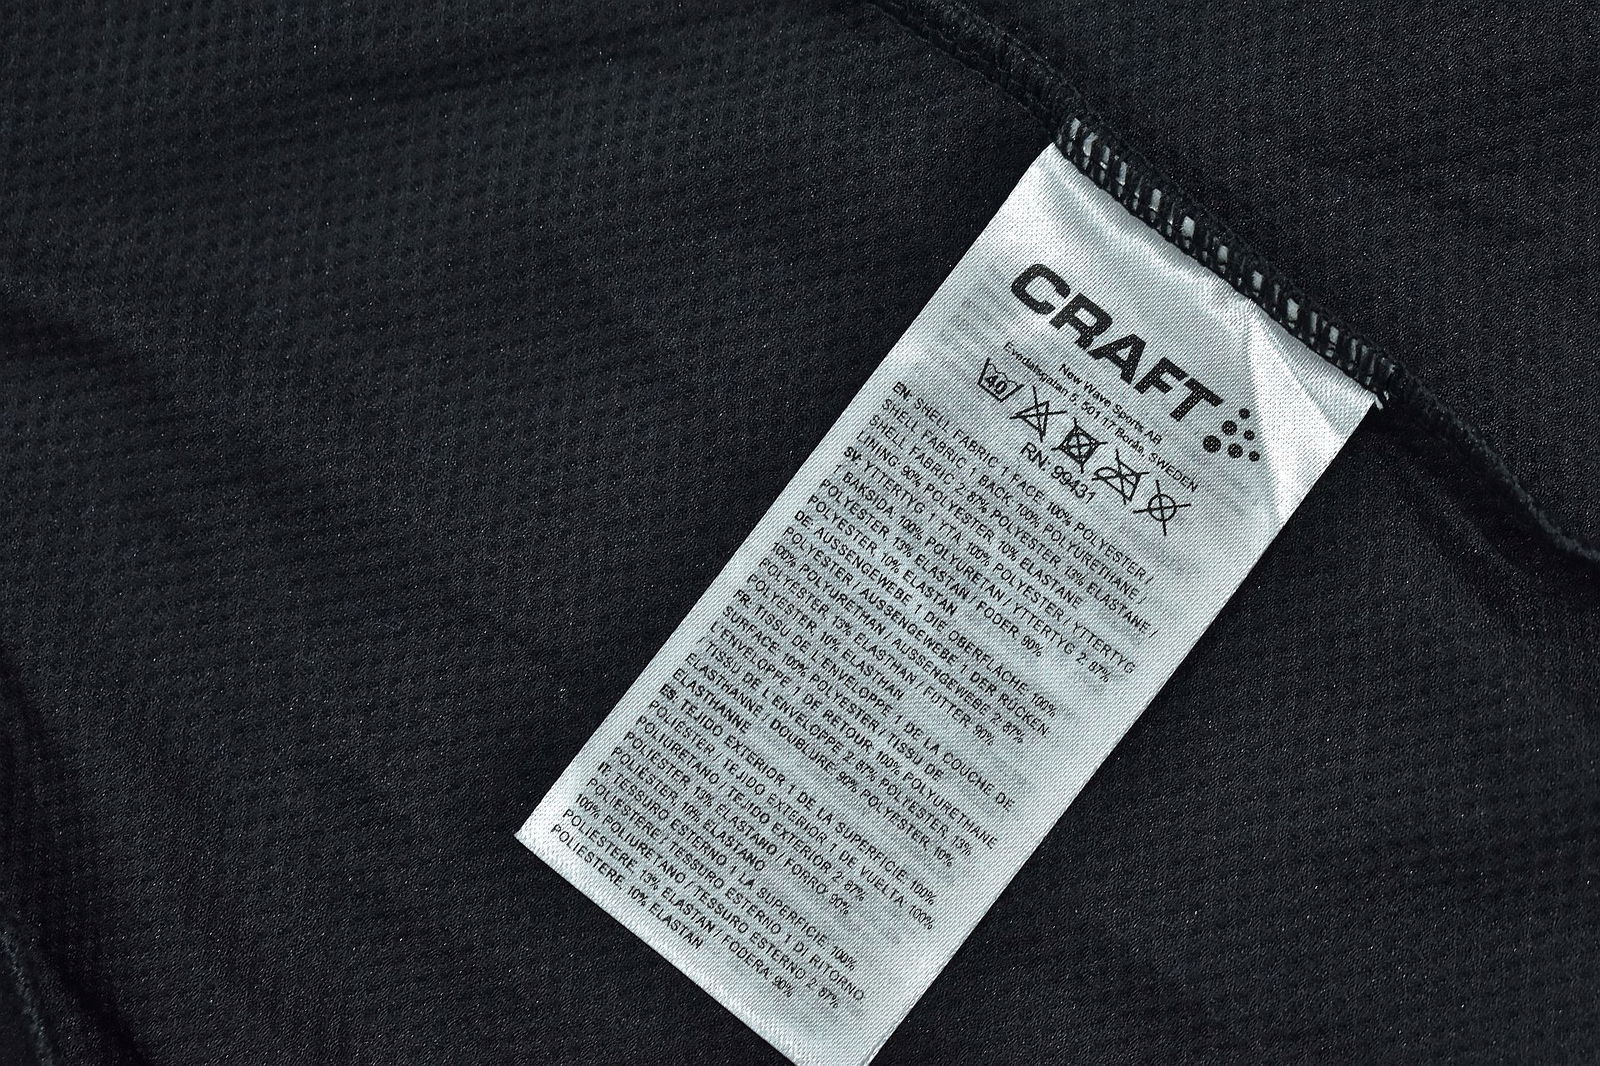 CRAFT
New Wave Sports AB
Evedalsgatan 5, 501 17 Borås, SWEDEN
40
RN: 99431
EN: SHELL FABRIC 1 FACE: 100% POLYESTER /
SHELL FABRIC 1 BACK: 100% POLYURETHANE /
SHELL FABRIC 2: 87% POLYESTER, 13% ELASTANE /
LINING: 90% POLYESTER, 10% ELASTANE
SV: YTTERTYG 1 YTA: 100% POLYESTER / YTTERTYG
1 BAKSIDA: 100% POLYURETAN / YTTERTYG 2: 87%
POLYESTER, 13% ELASTAN / FODER: 90%
POLYESTER, 10% ELASTAN
DE: AUSSENGEWEBE 1 DIE OBERFLÄCHE: 100%
POLYESTER / AUSSENGEWEBE 1 DER RÜCKEN:
100% POLYURETHAN / AUSSENGEWEBE 2: 87%
POLYESTER, 13% ELASTHAN / FUTTER: 90%
POLYESTER, 10% ELASTHAN
FR: TISSU DE L'ENVELOPPE 1 DE LA COUCHE DE
SURFACE: 100% POLYESTER / TISSU DE
L'ENVELOPPE 1 DE RETOUR: 100% POLYURETHANE
/ TISSU DE L'ENVELOPPE 2: 87% POLYESTER, 13%
ELASTHANNE / DOUBLURE: 90% POLYESTER, 10%
ELASTHANNE
ES: TEJIDO EXTERIOR 1 DE LA SUPERFICIE: 100%
POLIÉSTER / TEJIDO EXTERIOR 1 DE VUELTA: 100%
POLIURETANO / TEJIDO EXTERIOR 2: 87%
POLIÉSTER, 13% ELASTANO / FORRO: 90%
POLIÉSTER, 10% ELASTANO
IT: TESSURO ESTERNO 1 LA SUPERFICIE: 100%
POLIESTERE / TESSURO ESTERNO 1 DI RITORNO:
100% POLIURETANO / TESSURO ESTERNO 2: 87%
POLIESTERE, 13% ELASTAN / FODERA: 90%
POLIESTERE, 10% ELASTAN